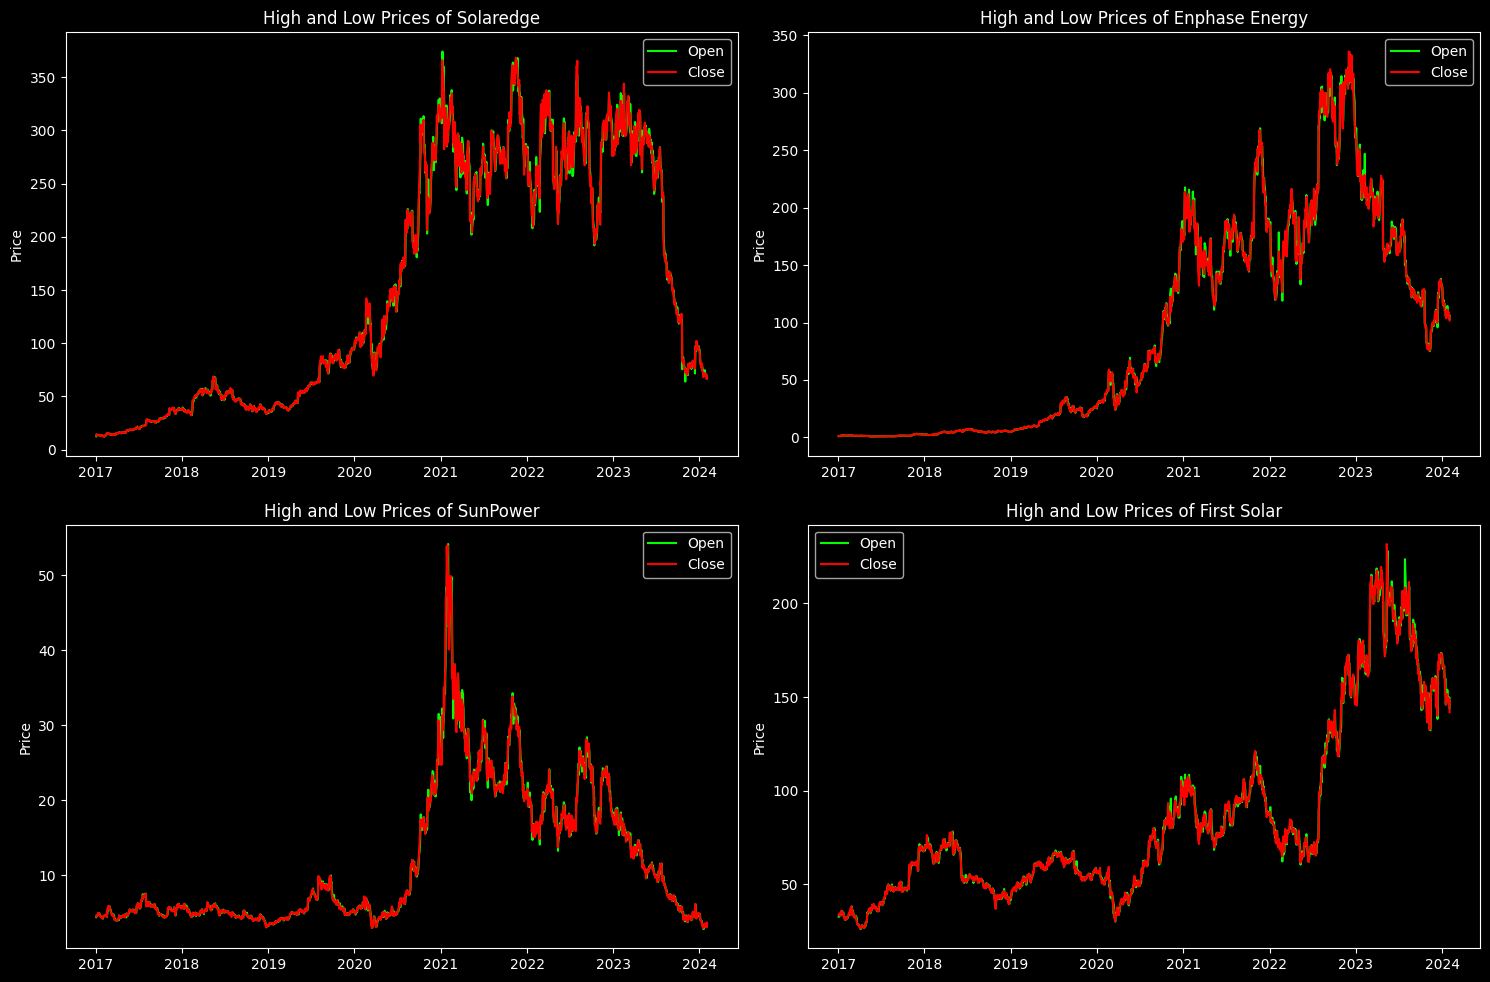 High and Low Prices of Solaredge
Open
Close
Price
350
300
250
200
150
100
50
0
2017 2018 2019 2020 2021 2022 2023 2024
High and Low Prices of Enphase Energy
Open
Close
Price
350
300
250
200
150
100
50
0
2017 2018 2019 2020 2021 2022 2023 2024
High and Low Prices of SunPower
Open
Close
Price
50
40
30
20
10
2017 2018 2019 2020 2021 2022 2023 2024
High and Low Prices of First Solar
Open
Close
Price
200
150
100
50
2017 2018 2019 2020 2021 2022 2023 2024